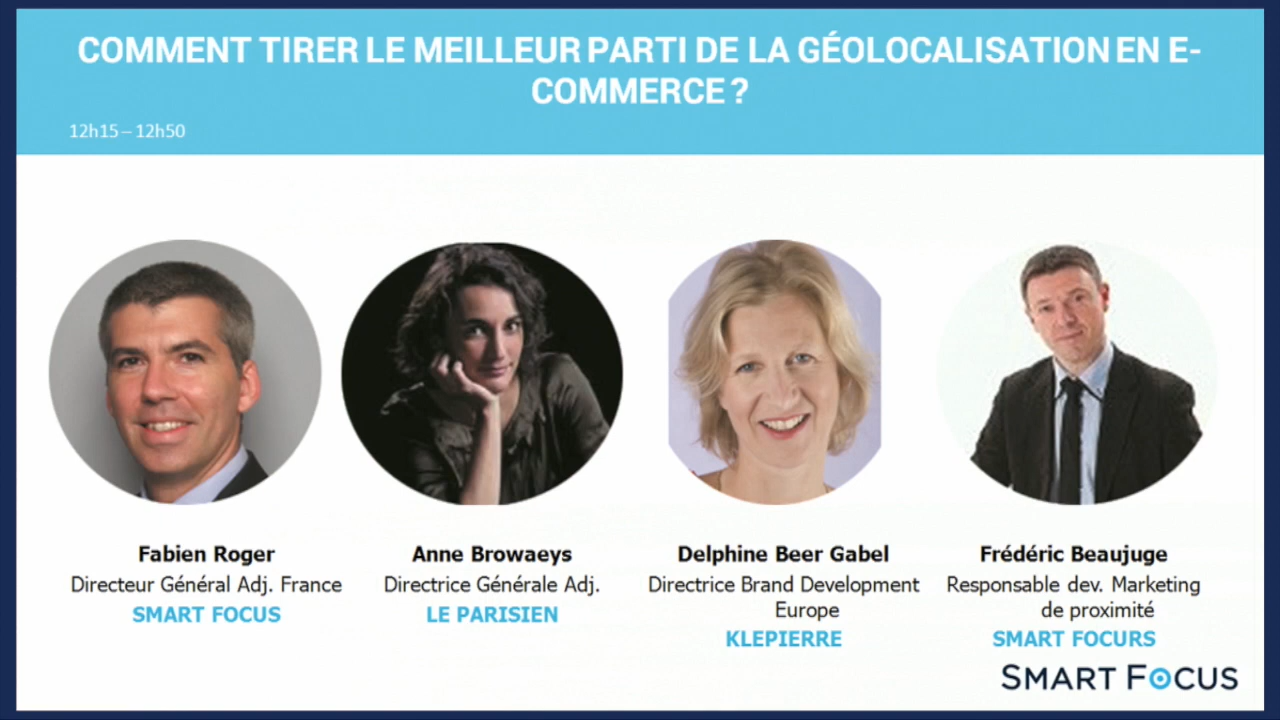 COMMENT TIRER LE MEILLEUR PARTI DE LA GÉOLOCALISATION EN E-
COMMERCE ?
12h15 – 12h50
Fabien Roger
Directeur Général Adj. France
SMART FOCUS
Anne Browaeys
Directrice Générale Adj.
LE PARISIEN
Delphine Beer Gabel
Directrice Brand Development
Europe
KLEPIERRE
Frédéric Beaujuge
Responsable dev. Marketing
de proximité
SMART FOCURS
SMART FOCUS